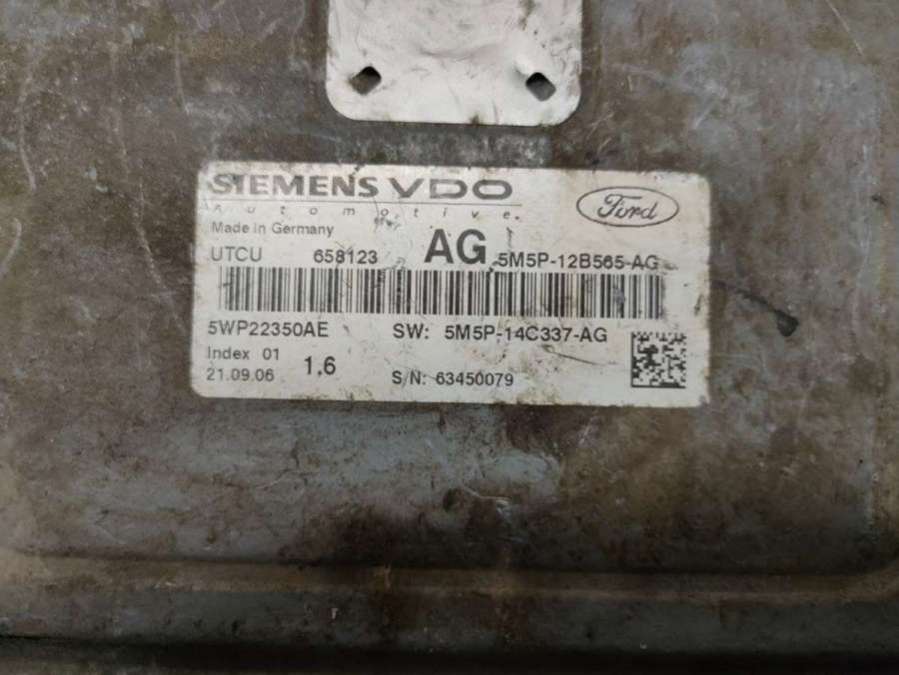 SIEMENS VDO
Automotive
Ford
Made in Germany
UTCU 658123 AG 5M5P-12B565-AG
5WP22350AE SW: 5M5P-14C337-AG
Index 01
21.09.06 1.6 S/N: 63450079